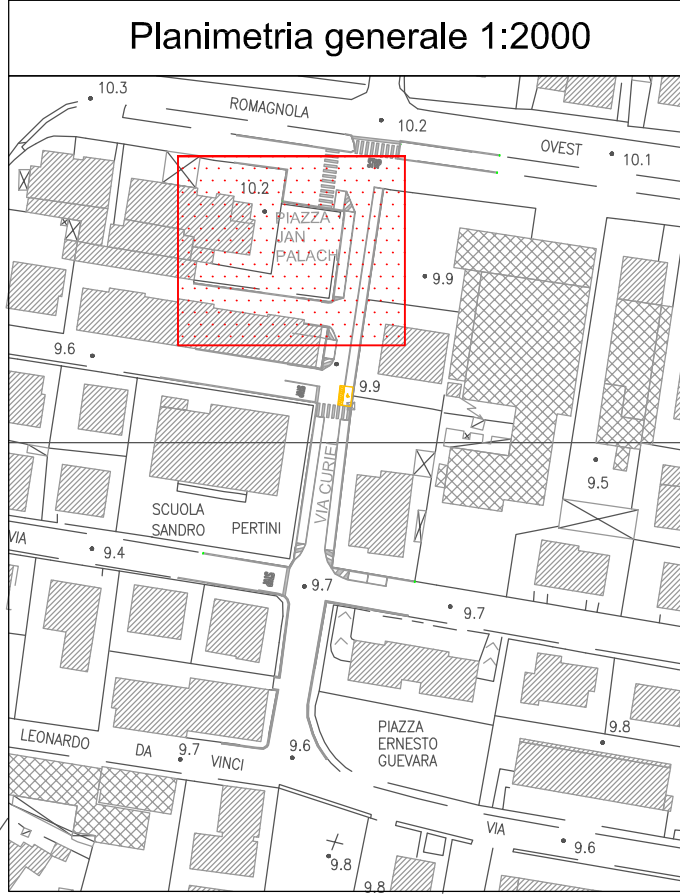 Planimetria generale 1:2000
10.3
ROMAGNOLA
10.2
OVEST
10.1
10.2
PIAZZA
JAN
PALACH
9.9
9.6
9.9
VIA CURIE
9.5
SCUOLA
SANDRO PERTINI
VIA
9.4
STOP
9.7
9.7
PIAZZA
ERNESTO
GUEVARA
9.8
LEONARDO DA VINCI
9.7
9.6
VIA
9.6
9.8
9.8